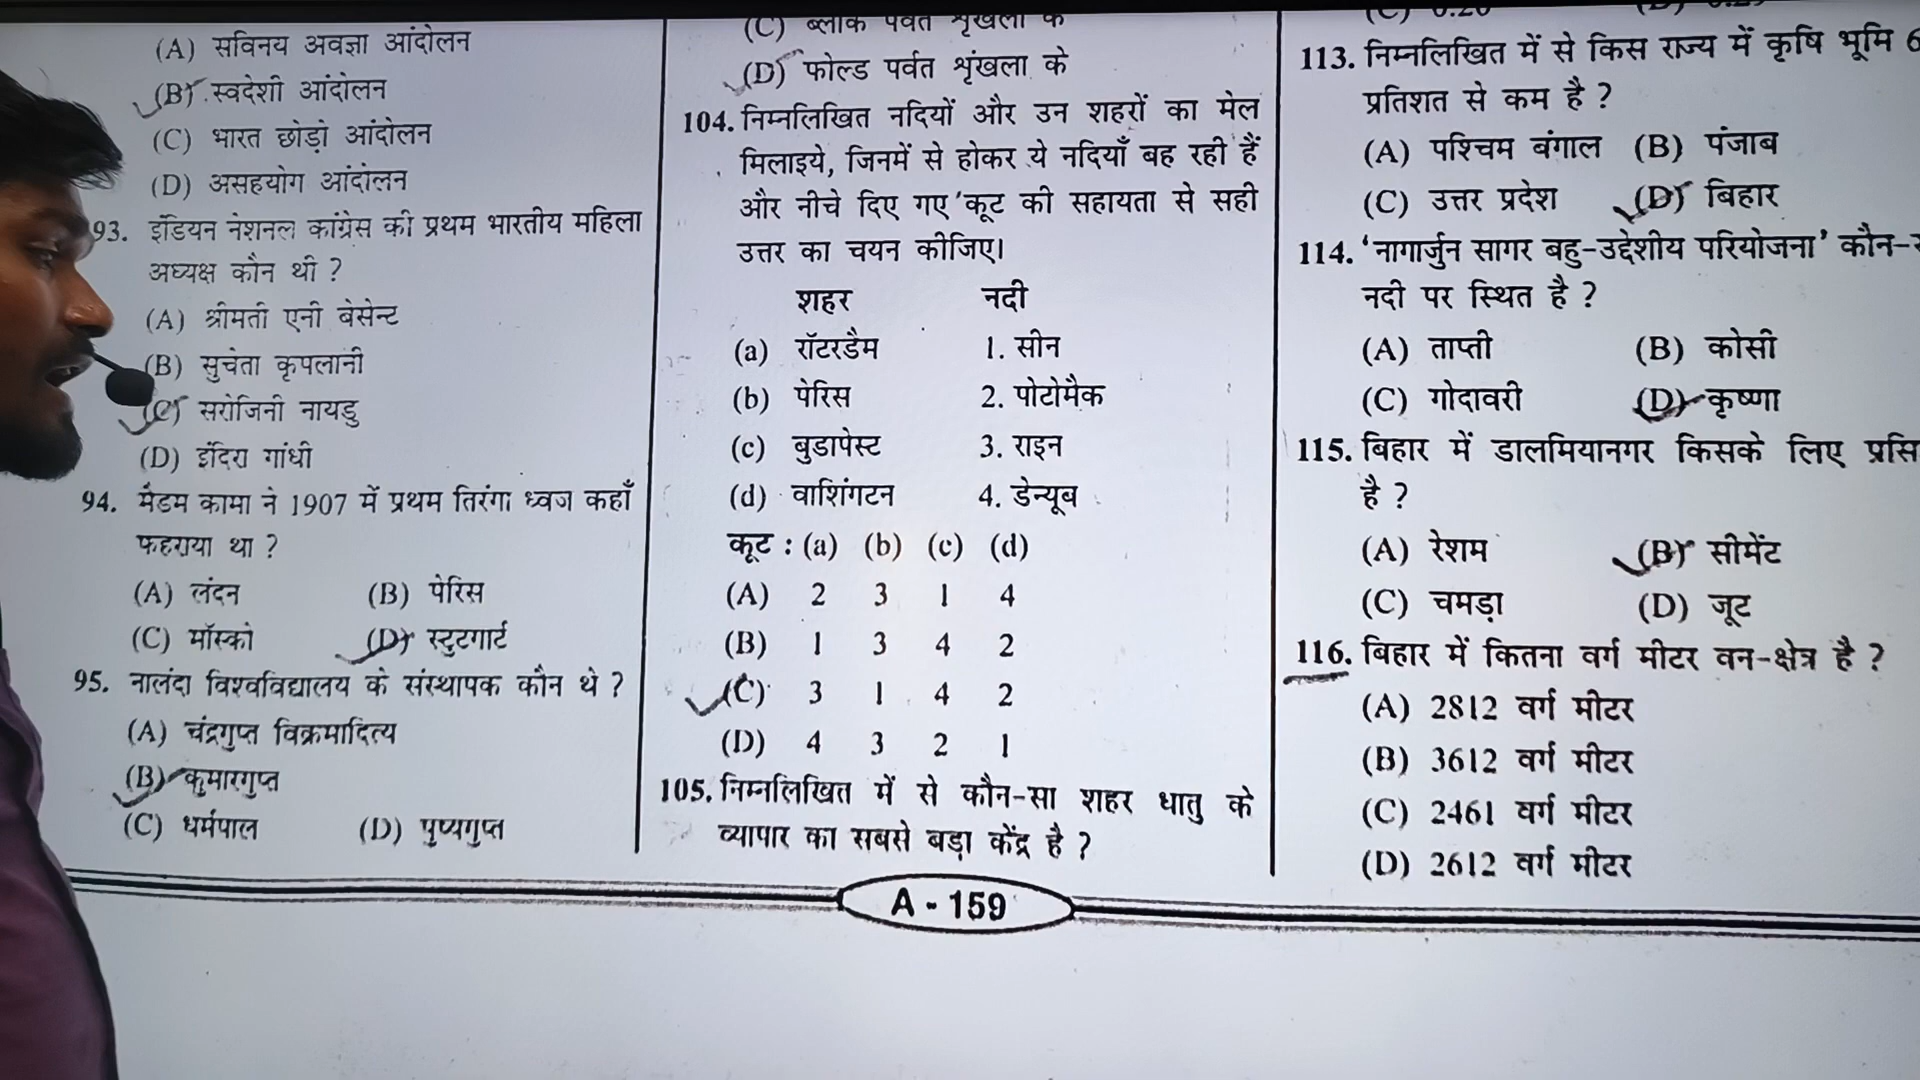 (A) सविनय अवज्ञा आंदोलन
(B) स्वदेशी आंदोलन
(C) भारत छोड़ो आंदोलन
(D) असहयोग आंदोलन
93. इंडियन नेशनल कांग्रेस की प्रथम भारतीय महिला
अध्यक्ष कौन थी ?
(A) श्रीमती एनी बेसेन्ट
(B) सुचेता कृपलानी
(C) सरोजिनी नायडु
(D) इंदिरा गांधी
94. मैडम कामा ने 1907 में प्रथम तिरंगा ध्वज कहाँ
फहराया था ?
(A) लंदन (B) पेरिस
(C) मॉस्को (D) स्टुटगार्ट
95. नालंदा विश्वविद्यालय के संस्थापक कौन थे ?
(A) चंद्रगुप्त विक्रमादित्य
(B) कुमारगुप्त
(C) धर्मपाल (D) पुष्यगुप्त
(C) ब्लॉक पर्वत शृंखला के
(D) फोल्ड पर्वत शृंखला के
104. निम्नलिखित नदियों और उन शहरों का मेल
मिलाइये, जिनमें से होकर ये नदियाँ बह रही हैं
और नीचे दिए गए 'कूट की सहायता से सही
उत्तर का चयन कीजिए।
शहर नदी
(a) रॉटरडैम 1. सीन
(b) पेरिस 2. पोटोमैक
(c) बुडापेस्ट 3. राइन
(d) वाशिंगटन 4. डेन्यूब
कूट : (a) (b) (c) (d)
(A) 2 3 1 4
(B) 1 3 4 2
(C) 3 1 4 2
(D) 4 3 2 1
105. निम्नलिखित में से कौन-सा शहर धातु के
व्यापार का सबसे बड़ा केंद्र है ?
113. निम्नलिखित में से किस राज्य में कृषि भूमि 6
प्रतिशत से कम है ?
(A) पश्चिम बंगाल (B) पंजाब
(C) उत्तर प्रदेश (D) बिहार
114. 'नागार्जुन सागर बहु-उद्देशीय परियोजना' कौन-
नदी पर स्थित है ?
(A) ताप्ती (B) कोसी
(C) गोदावरी (D) कृष्णा
115. बिहार में डालमियानगर किसके लिए प्रसि
है ?
(A) रेशम (B) सीमेंट
(C) चमड़ा (D) जूट
116. बिहार में कितना वर्ग मीटर वन-क्षेत्र है ?
(A) 2812 वर्ग मीटर
(B) 3612 वर्ग मीटर
(C) 2461 वर्ग मीटर
(D) 2612 वर्ग मीटर
A - 159